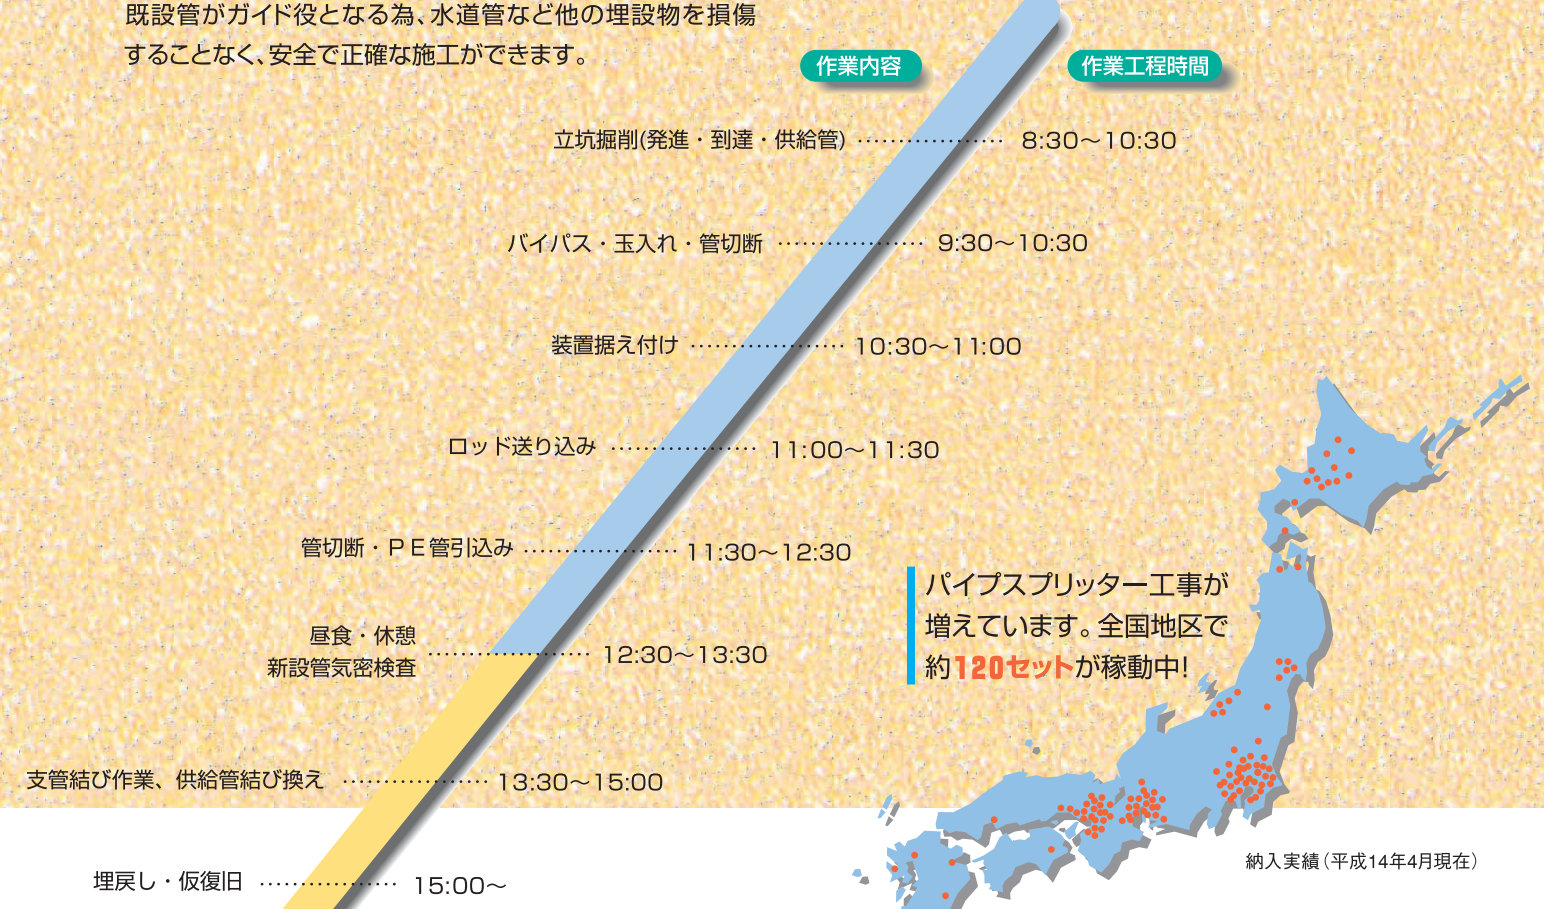 既設管がガイド役となる為、水道管など他の埋設物を損傷
することなく、安全で正確な施工ができます。
作業内容 作業工程時間
立坑掘削(発進・到達・供給管) ……………… 8:30～10:30
バイパス・玉入れ・管切断 ……………… 9:30～10:30
装置据え付け ……………… 10:30～11:00
ロッド送り込み ……………… 11:00～11:30
管切断・ＰＥ管引込み ……………… 11:30～12:30
昼食・休憩
新設管気密検査 ……………… 12:30～13:30
支管結び作業、供給管結び換え ……………… 13:30～15:00
埋戻し・仮復旧 ……………… 15:00～
パイプスプリッター工事が
増えています。全国地区で
約120セットが稼動中!
納入実績（平成14年4月現在）